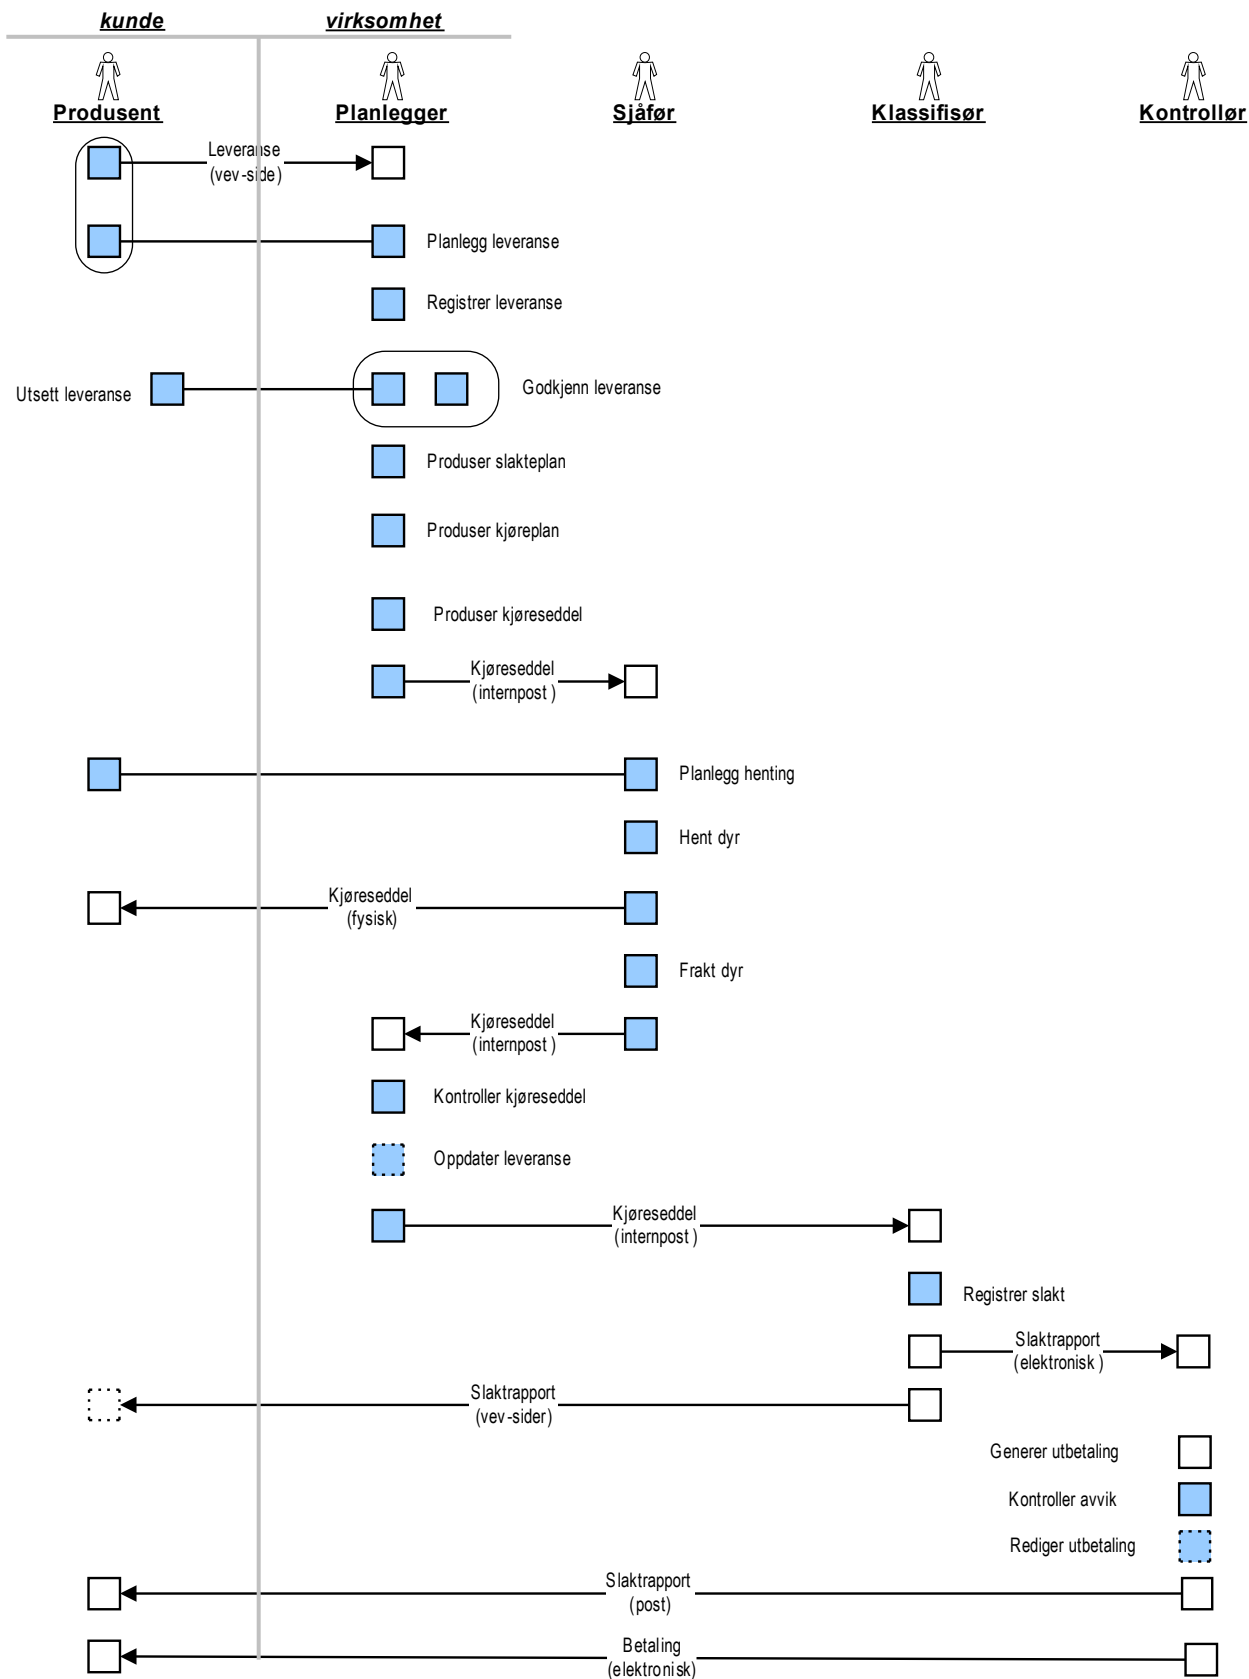 kunde
virksomhet
Produsent
Planlegger
Sjåfør
Klassifisør
Kontrollør
Leveranse
(vev-side)
Planlegg leveranse
Registrer leveranse
Utsett leveranse
Godkjenn leveranse
Produser slakteplan
Produser kjøreplan
Produser kjøreseddel
Kjøreseddel
(internpost)
Planlegg henting
Hent dyr
Kjøreseddel
(fysisk)
Frakt dyr
Kjøreseddel
(internpost)
Kontroller kjøreseddel
Oppdater leveranse
Kjøreseddel
(internpost)
Registrer slakt
Slaktrapport
(elektronisk)
Slaktrapport
(vev-sider)
Generer utbetaling
Kontroller avvik
Rediger utbetaling
Slaktrapport
(post)
Betaling
(elektronisk)